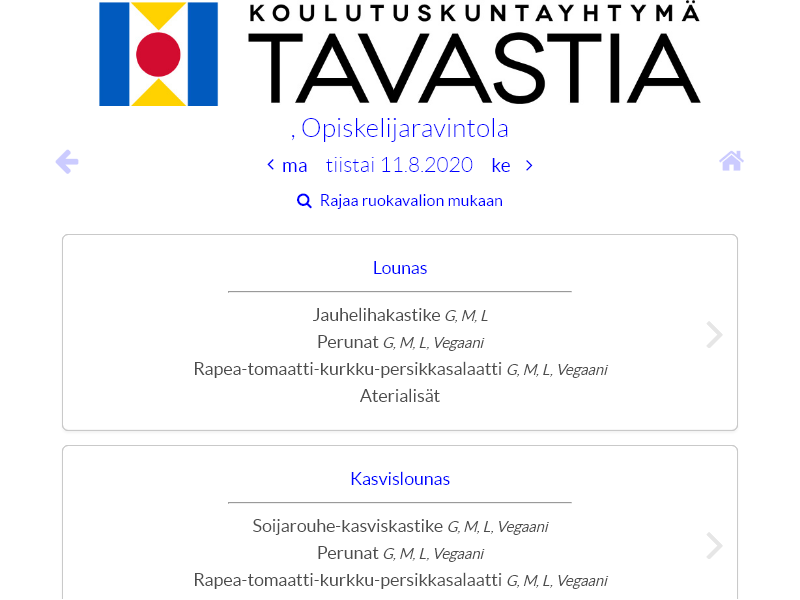 KOULUTUSKUNTAYHTYMÄ
TAVASTIA
, Opiskelijaravintola
ma tiistai 11.8.2020 ke
Rajaa ruokavalion mukaan
Lounas
Jauhelihakastike G, M, L
Perunat G, M, L, Vegaani
Rapea-tomaatti-kurkku-persikkasalaatti G, M, L, Vegaani
Aterialisät
Kasvislounas
Soijarouhe-kasviskastike G, M, L, Vegaani
Perunat G, M, L, Vegaani
Rapea-tomaatti-kurkku-persikkasalaatti G, M, L, Vegaani